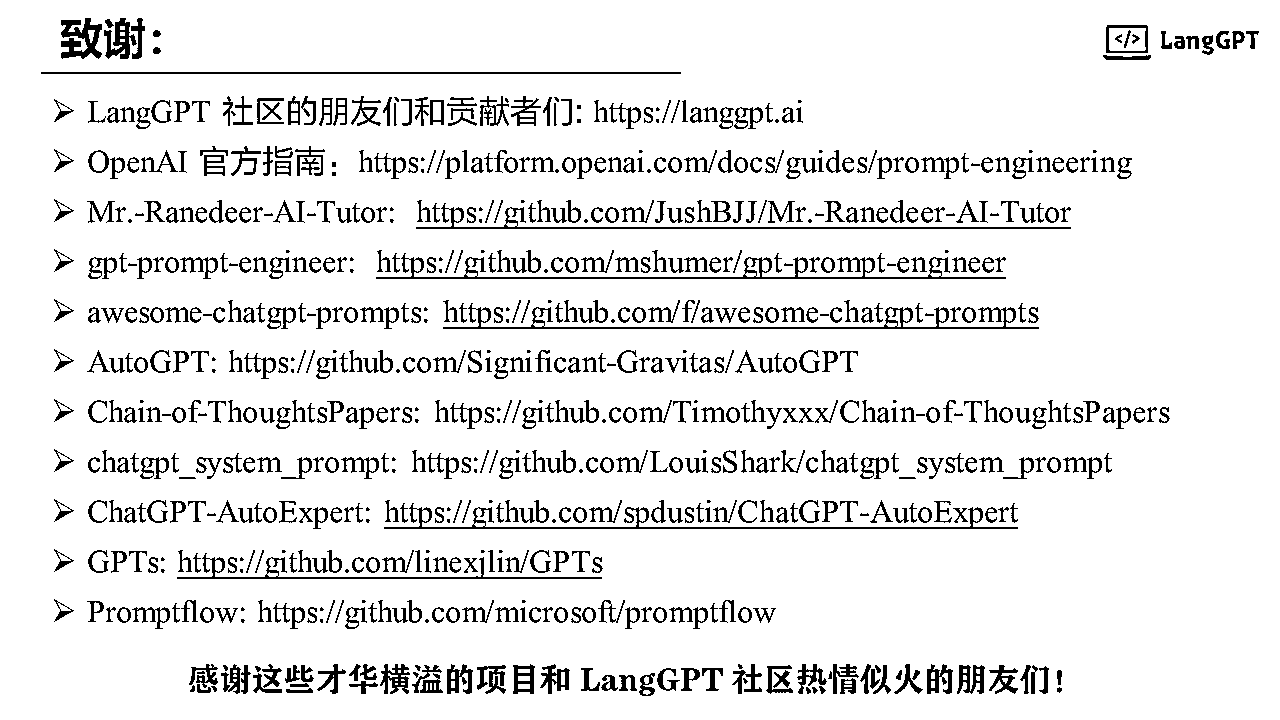 致谢：
</> LangGPT
➢ LangGPT 社区的朋友们和贡献者们: https://langgpt.ai
➢ OpenAI 官方指南：https://platform.openai.com/docs/guides/prompt-engineering
➢ Mr.-Ranedeer-AI-Tutor: https://github.com/JushBJJ/Mr.-Ranedeer-AI-Tutor
➢ gpt-prompt-engineer: https://github.com/mshumer/gpt-prompt-engineer
➢ awesome-chatgpt-prompts: https://github.com/f/awesome-chatgpt-prompts
➢ AutoGPT: https://github.com/Significant-Gravitas/AutoGPT
➢ Chain-of-ThoughtsPapers: https://github.com/Timothyxxx/Chain-of-ThoughtsPapers
➢ chatgpt_system_prompt: https://github.com/LouisShark/chatgpt_system_prompt
➢ ChatGPT-AutoExpert: https://github.com/spdustin/ChatGPT-AutoExpert
➢ GPTs: https://github.com/linexjlin/GPTs
➢ Promptflow: https://github.com/microsoft/promptflow
感谢这些才华横溢的项目和 LangGPT 社区热情似火的朋友们！